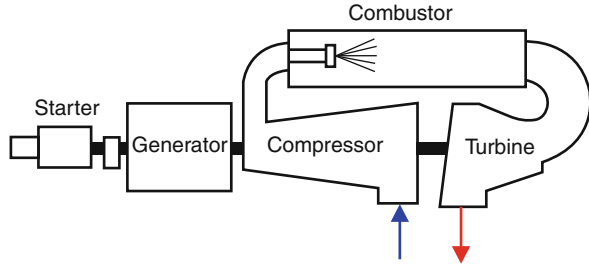 Combustor
Starter
Generator
Compressor
Turbine